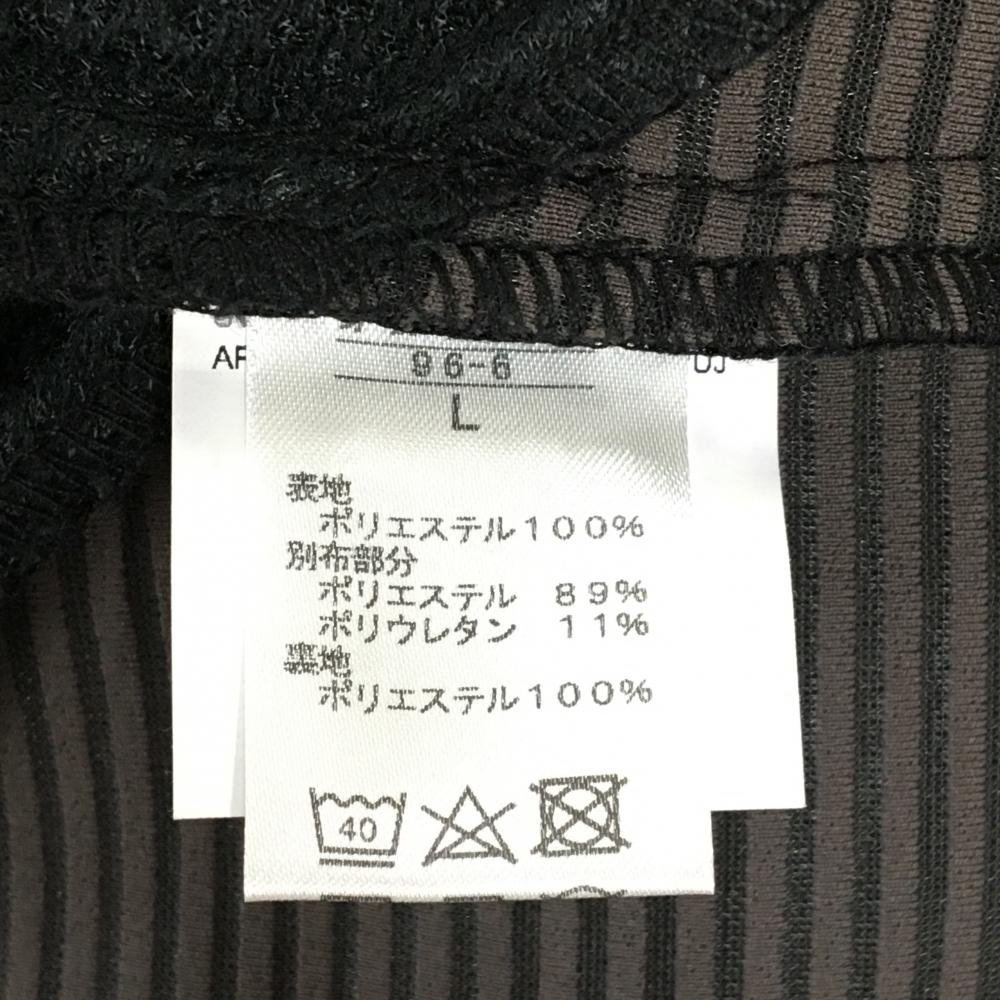 96-6
L
表地
ポリエステル100%
別布部分
ポリエステル 89%
ポリウレタン 11%
裏地
ポリエステル100%
40